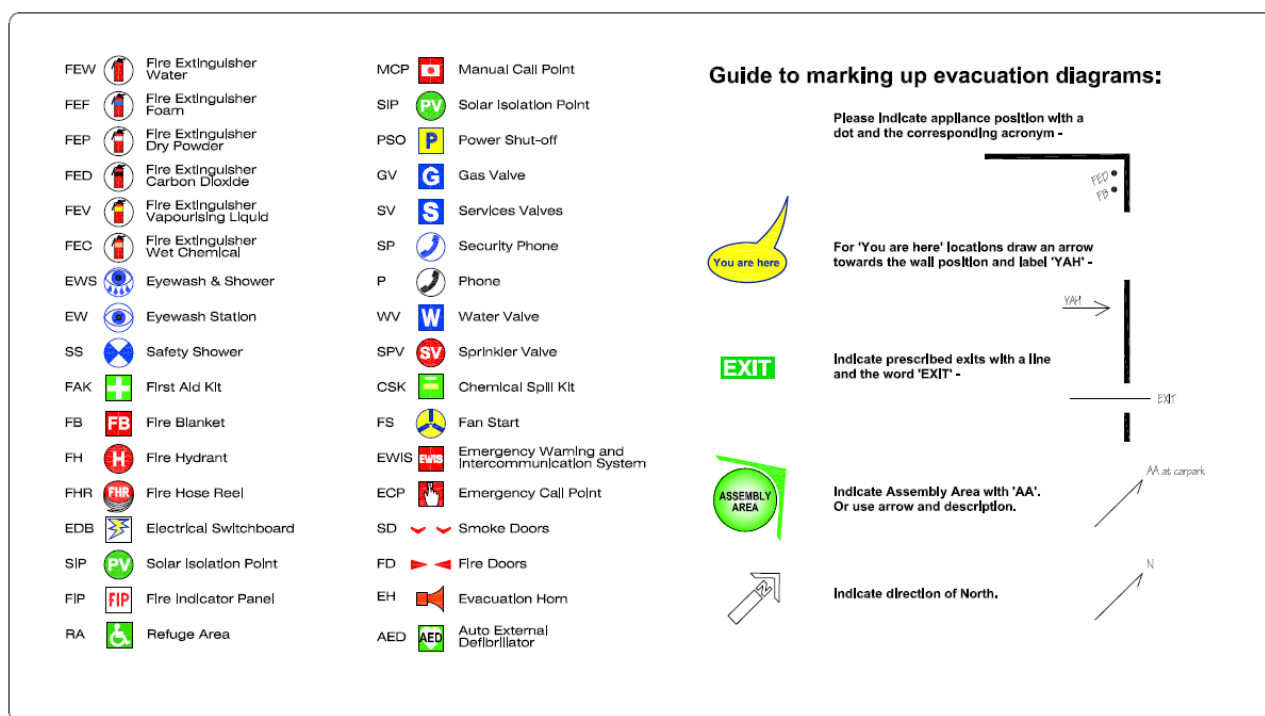 FEW Fire Extinguisher
Water
FEF Fire Extinguisher
Foam
FEP Fire Extinguisher
Dry Powder
FED Fire Extinguisher
Carbon Dioxide
FEV Fire Extinguisher
Vapourising Liquid
FEC Fire Extinguisher
Wet Chemical
EWS Eyewash & Shower
EW Eyewash Station
SS Safety Shower
FAK First Aid Kit
FB FB Fire Blanket
FH H Fire Hydrant
FHR FHR Fire Hose Reel
EDB Electrical Switchboard
SIP PV Solar Isolation Point
FIP FIP Fire Indicator Panel
RA Refuge Area
MCP Manual Call Point
SIP PV Solar Isolation Point
PSO P Power Shut-off
GV G Gas Valve
SV S Services Valves
SP Security Phone
P Phone
WV W Water Valve
SPV SV Sprinkler Valve
CSK Chemical Spill Kit
FS Fan Start
EWIS EWIS Emergency Warning and
Intercommunication System
ECP Emergency Call Point
SD Smoke Doors
FD Fire Doors
EH Evacuation Horn
AED AED Auto External
Defibrillator
Guide to marking up evacuation diagrams:
Please indicate appliance position with a
dot and the corresponding acronym -
FED
FB
You are here
For 'You are here' locations draw an arrow
towards the wall position and label 'YAH' -
YAH
EXIT
Indicate prescribed exits with a line
and the word 'EXIT' -
EXIT
ASSEMBLY
AREA
Indicate Assembly Area with 'AA'.
Or use arrow and description.
AA at carpark
N
Indicate direction of North.
N